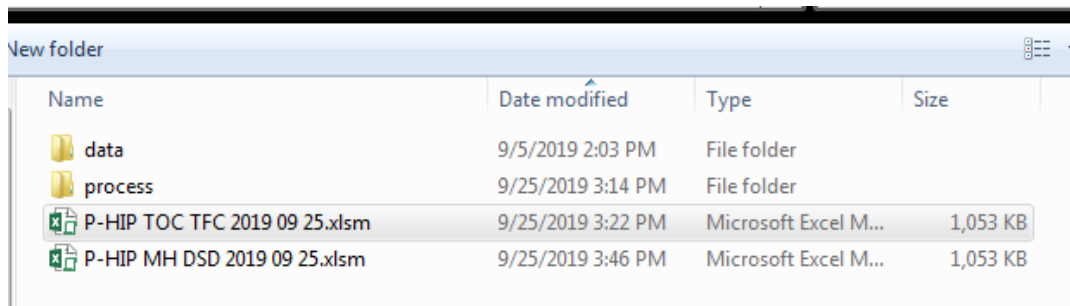 New folder
Name Date modified Type Size
data 9/5/2019 2:03 PM File folder
process 9/25/2019 3:14 PM File folder
P-HIP TOC TFC 2019 09 25.xlsm 9/25/2019 3:22 PM Microsoft Excel M... 1,053 KB
P-HIP MH DSD 2019 09 25.xlsm 9/25/2019 3:46 PM Microsoft Excel M... 1,053 KB